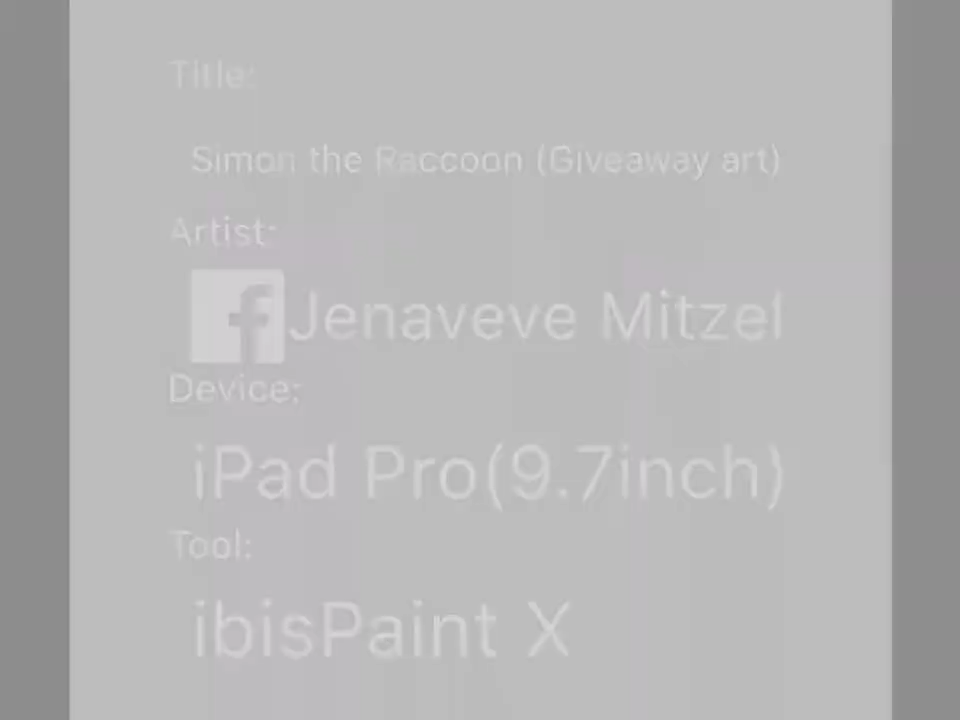 Title:
Simon the Raccoon (Giveaway art)
Artist:
Jenaveve Mitzel
Device:
iPad Pro(9.7inch)
Tool:
ibisPaint X